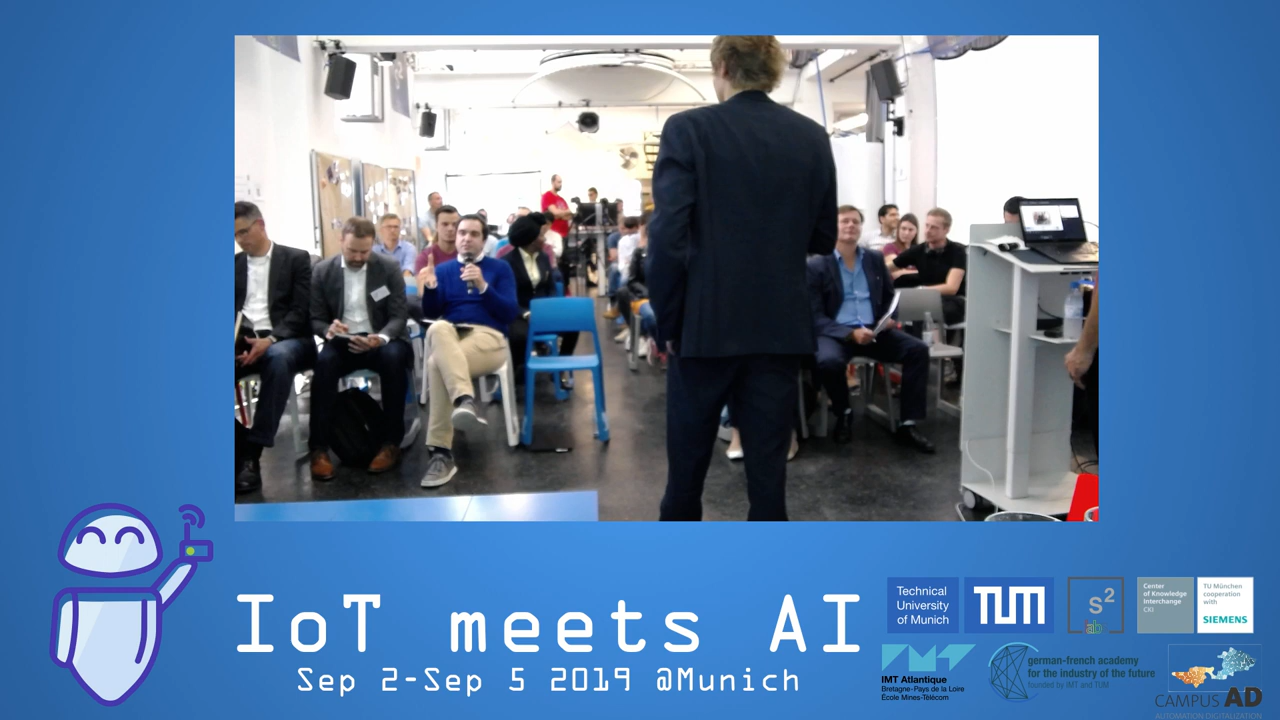 IoT meets AI
Sep 2-Sep 5 2019 @Munich
Technical
University
of Munich
TUM
s2
lab
Center
of Knowledge
Interchange
CKI
TU München
cooperation
with
SIEMENS
IMT Atlantique
Bretagne-Pays de la Loire
École Mines-Télécom
german-french academy
for the industry of the future
founded by IMT and TUM
CAMPUS AD
AUTOMATION DIGITALIZATION